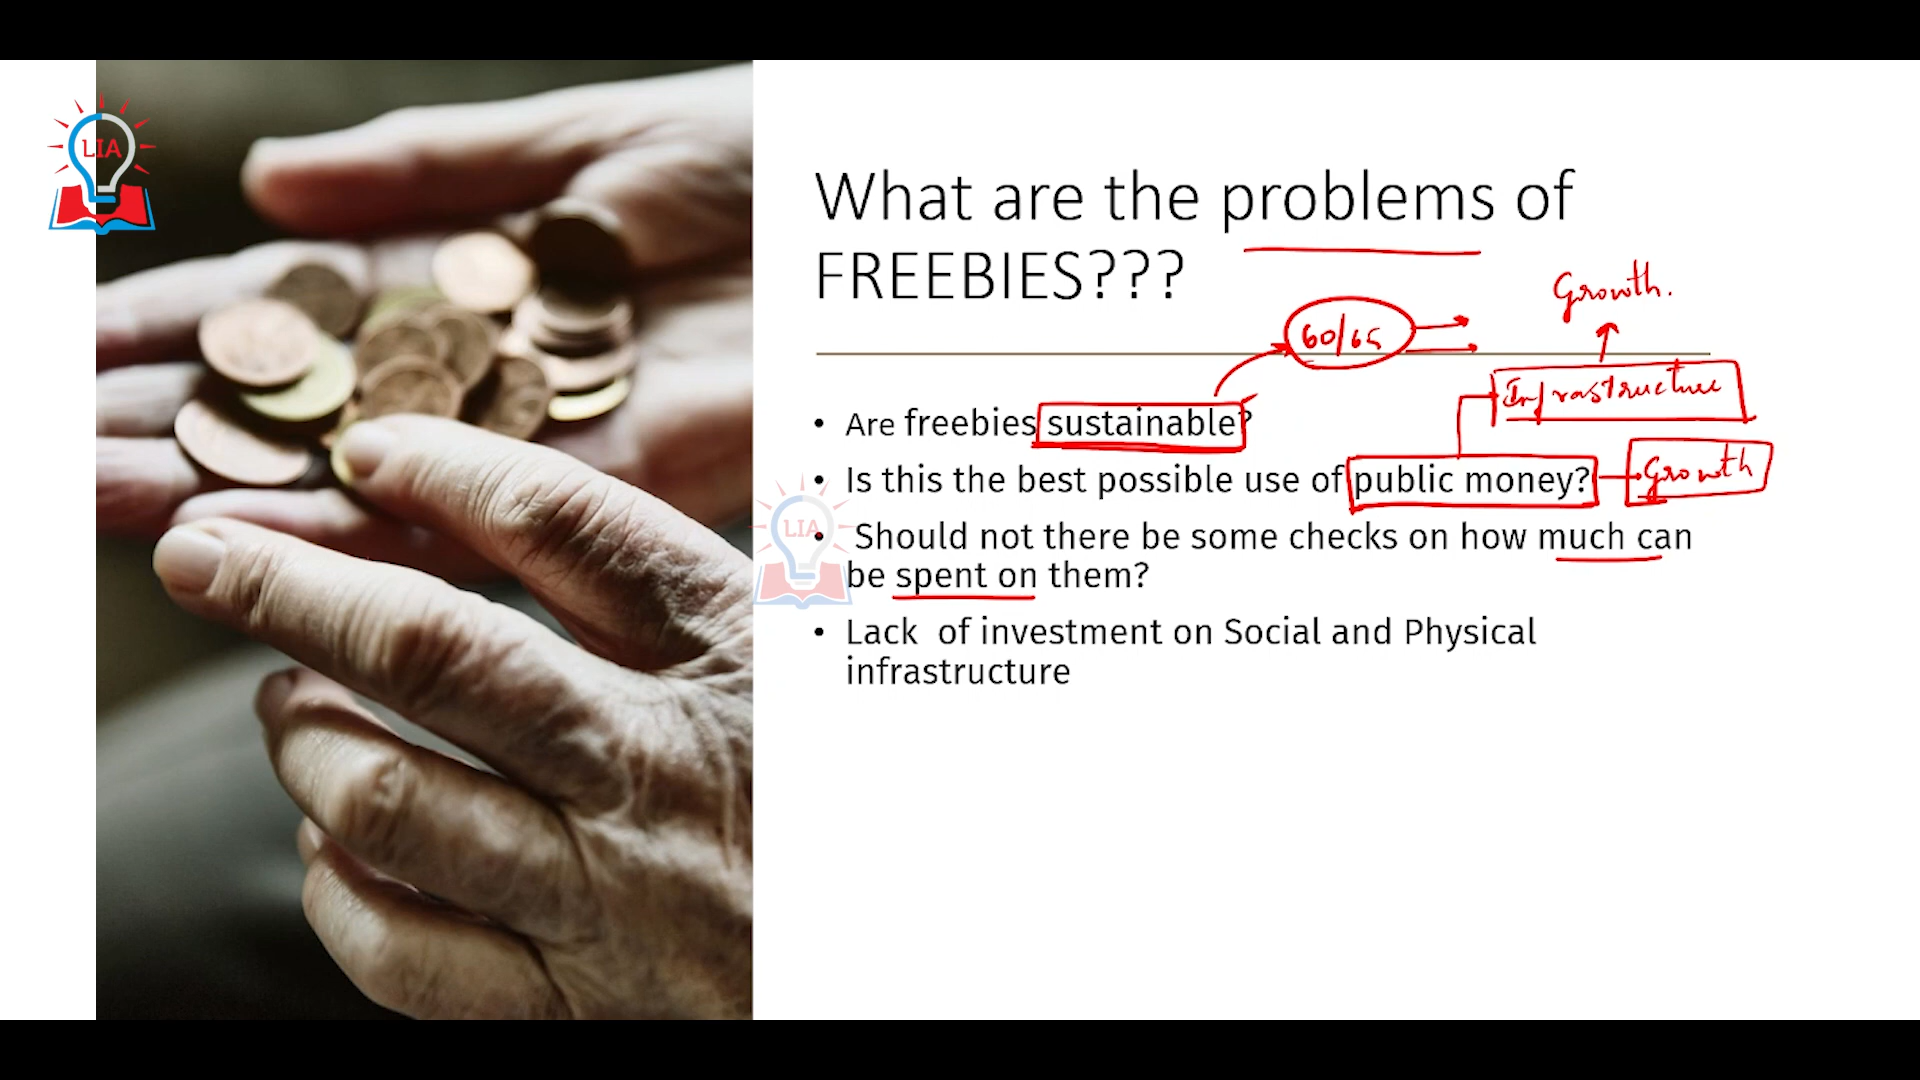 LIA
What are the problems of
FREEBIES???
Growth.
60/65
Infrastructure
• Are freebies sustainable?
• Is this the best possible use of public money?
Growth
LIA
• Should not there be some checks on how much can
be spent on them?
• Lack of investment on Social and Physical
infrastructure